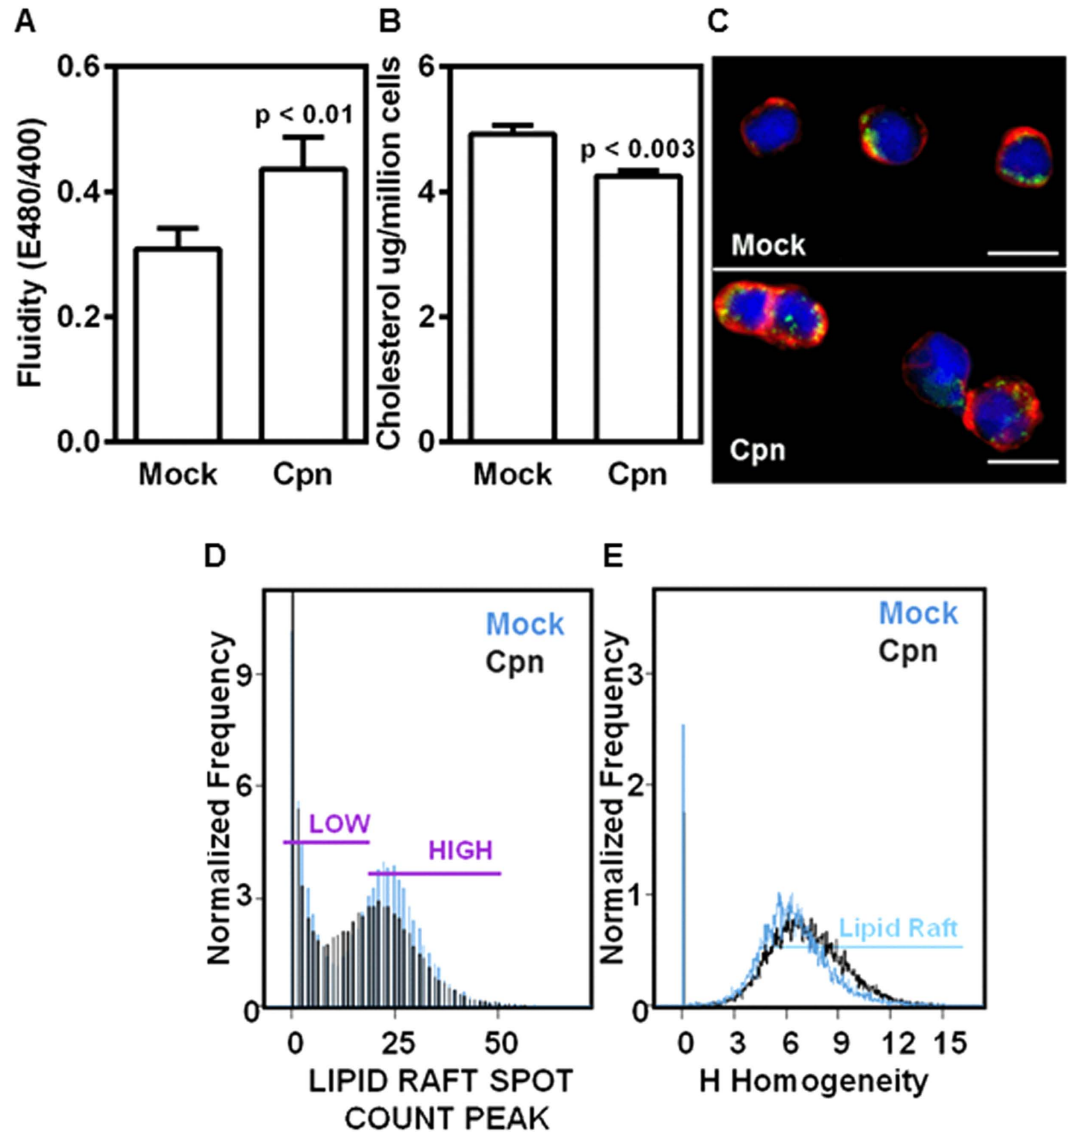 A
Fluidity (E480/400)
0.6
0.4
0.2
0.0
p < 0.01
Mock Cpn
B
Cholesterol ug/million cells
6
4
2
0
p < 0.003
Mock Cpn
C
Mock
Cpn
D
Normalized Frequency
9
6
3
0
Mock
Cpn
LOW
HIGH
0 25 50
LIPID RAFT SPOT
COUNT PEAK
E
Normalized Frequency
3
2
1
0
Mock
Cpn
Lipid Raft
0 3 6 9 12 15
H Homogeneity